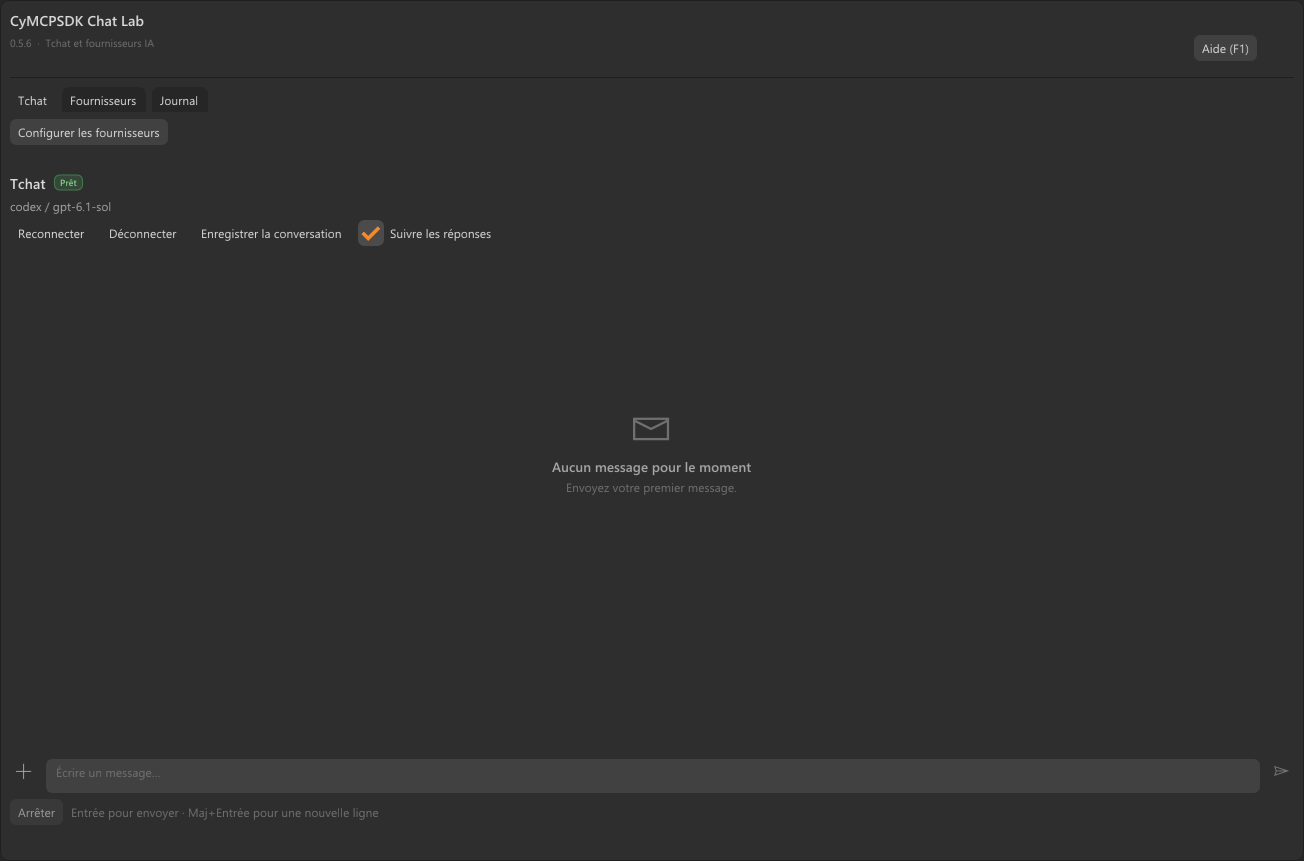 CyMCPSDK Chat Lab
0.5.6 · Tchat et fournisseurs IA
Aide (F1)
Tchat Fournisseurs Journal
Configurer les fournisseurs
Tchat Prêt
codex / gpt-6.1-sol
Reconnecter Déconnecter Enregistrer la conversation Suivre les réponses
Aucun message pour le moment
Envoyez votre premier message.
Écrire un message...
Arrêter Entrée pour envoyer · Maj+Entrée pour une nouvelle ligne